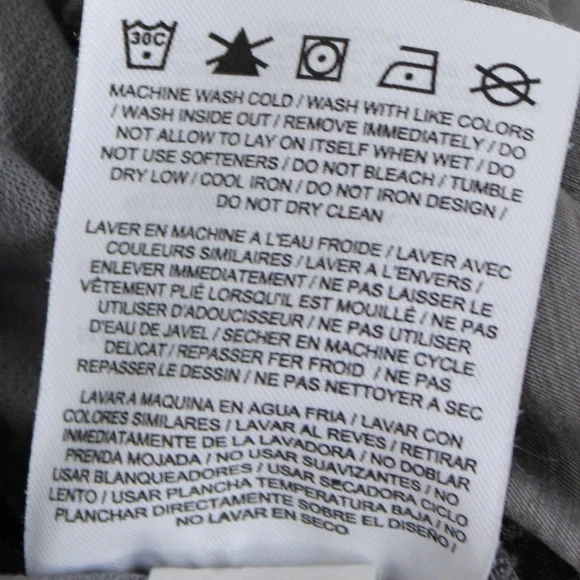 30C
MACHINE WASH COLD / WASH WITH LIKE COLORS
/ WASH INSIDE OUT / REMOVE IMMEDIATELY / DO
NOT ALLOW TO LAY ON ITSELF WHEN WET / DO
NOT USE SOFTENERS / DO NOT BLEACH / TUMBLE
DRY LOW / COOL IRON / DO NOT IRON DESIGN /
DO NOT DRY CLEAN
LAVER EN MACHINE A L'EAU FROIDE / LAVER AVEC
COULEURS SIMILAIRES / LAVER A L'ENVERS /
ENLEVER IMMEDIATEMENT / NE PAS LAISSER LE
VÊTEMENT PLIÉ LORSQU'IL EST MOUILLÉ / NE PAS
UTILISER D'ADOUCISSEUR / NE PAS UTILISER
D'EAU DE JAVEL / SECHER EN MACHINE CYCLE
DELICAT / REPASSER FER FROID / NE PAS
REPASSER LE DESSIN / NE PAS NETTOYER A SEC
LAVAR A MAQUINA EN AGUA FRIA / LAVAR CON
COLORES SIMILARES / LAVAR AL REVES / RETIRAR
INMEDIATAMENTE DE LA LAVADORA / NO DOBLAR
PRENDA MOJADA / NO USAR SUAVIZANTES / NO
USAR BLANQUEADORES / USAR SECADORA CICLO
LENTO / USAR PLANCHA TEMPERATURA BAJA / NO
PLANCHAR DIRECTAMENTE SOBRE EL DISEÑO /
NO LAVAR EN SECO